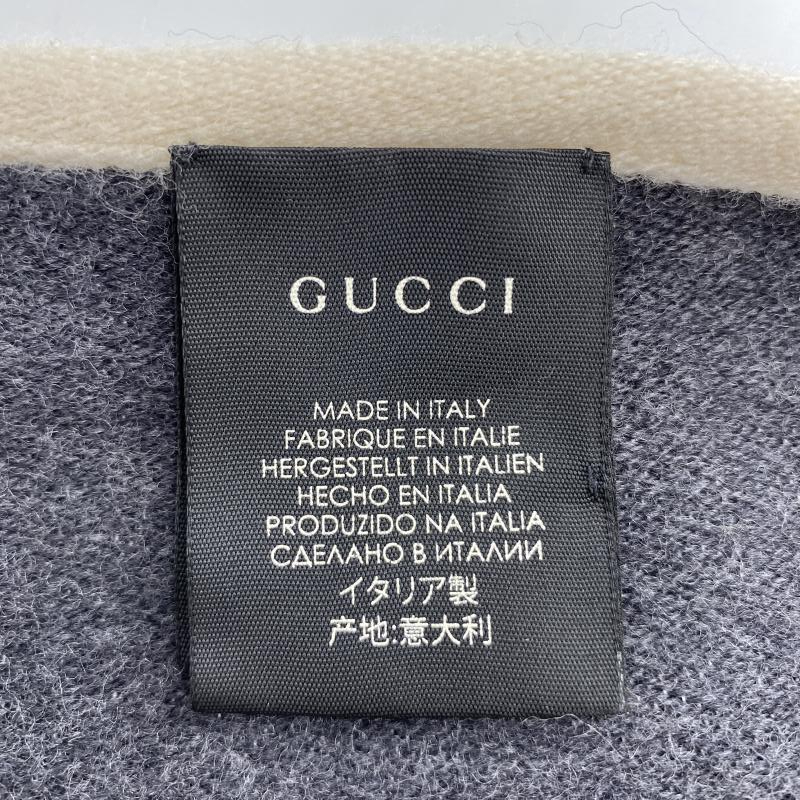 GUCCI
MADE IN ITALY
FABRIQUE EN ITALIE
HERGESTELLT IN ITALIEN
HECHO EN ITALIA
PRODUZIDO NA ITALIA
СДЕЛАНО В ИТАЛИИ
イタリア製
产地:意大利